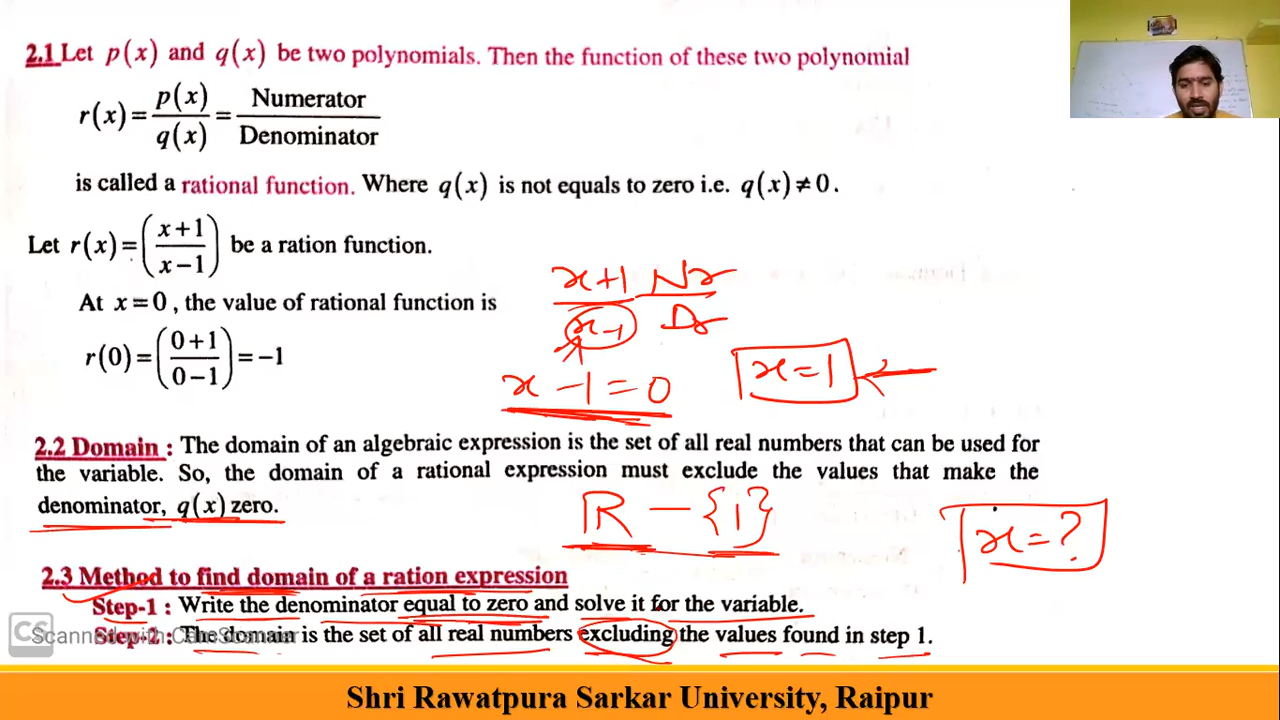 2.1 Let p(x) and q(x) be two polynomials. Then the function of these two polynomial
r(x) = p(x)/q(x) = Numerator/Denominator
is called a rational function. Where q(x) is not equals to zero i.e. q(x) ≠ 0.
Let r(x) = ((x+1)/(x−1)) be a ration function.
x+1 Nr
x-1 Dr
At x = 0, the value of rational function is
r(0) = ((0+1)/(0−1)) = −1
x - 1 = 0
x = 1
2.2 Domain : The domain of an algebraic expression is the set of all real numbers that can be used for
the variable. So, the domain of a rational expression must exclude the values that make the
denominator, q(x) zero.
R - {1}
x = ?
2.3 Method to find domain of a ration expression
Step-1 : Write the denominator equal to zero and solve it for the variable.
Step-2 : The domain is the set of all real numbers excluding the values found in step 1.
CS Scanned with CamScanner
Shri Rawatpura Sarkar University, Raipur